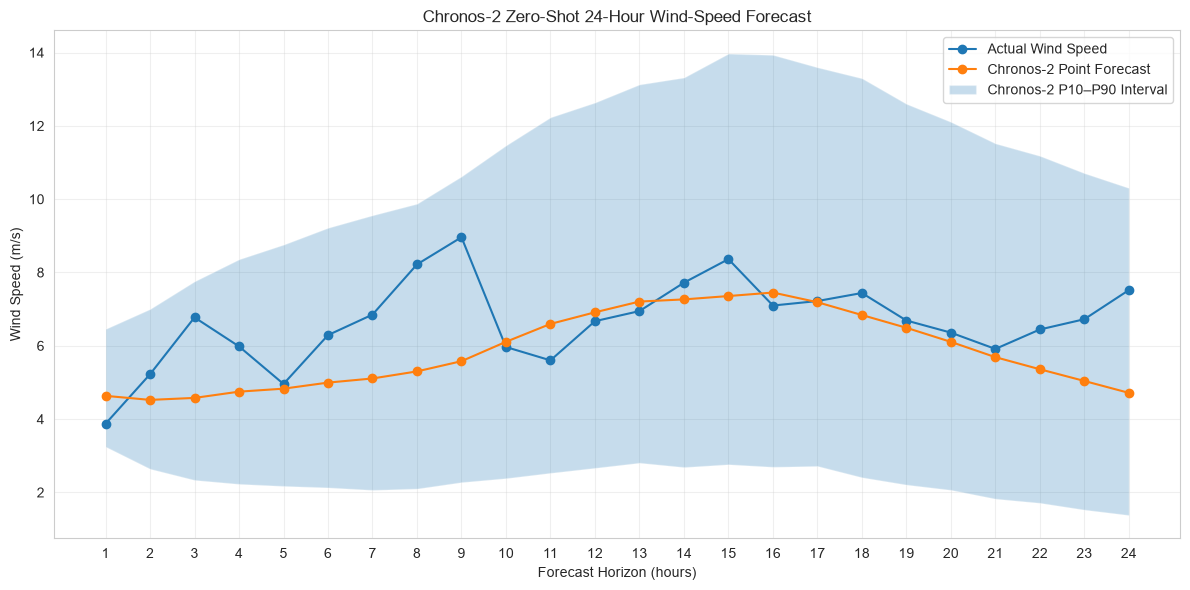 Chronos-2 Zero-Shot 24-Hour Wind-Speed Forecast
Actual Wind Speed
Chronos-2 Point Forecast
Chronos-2 P10–P90 Interval
Wind Speed (m/s)
14
12
10
8
6
4
2
1 2 3 4 5 6 7 8 9 10 11 12 13 14 15 16 17 18 19 20 21 22 23 24
Forecast Horizon (hours)